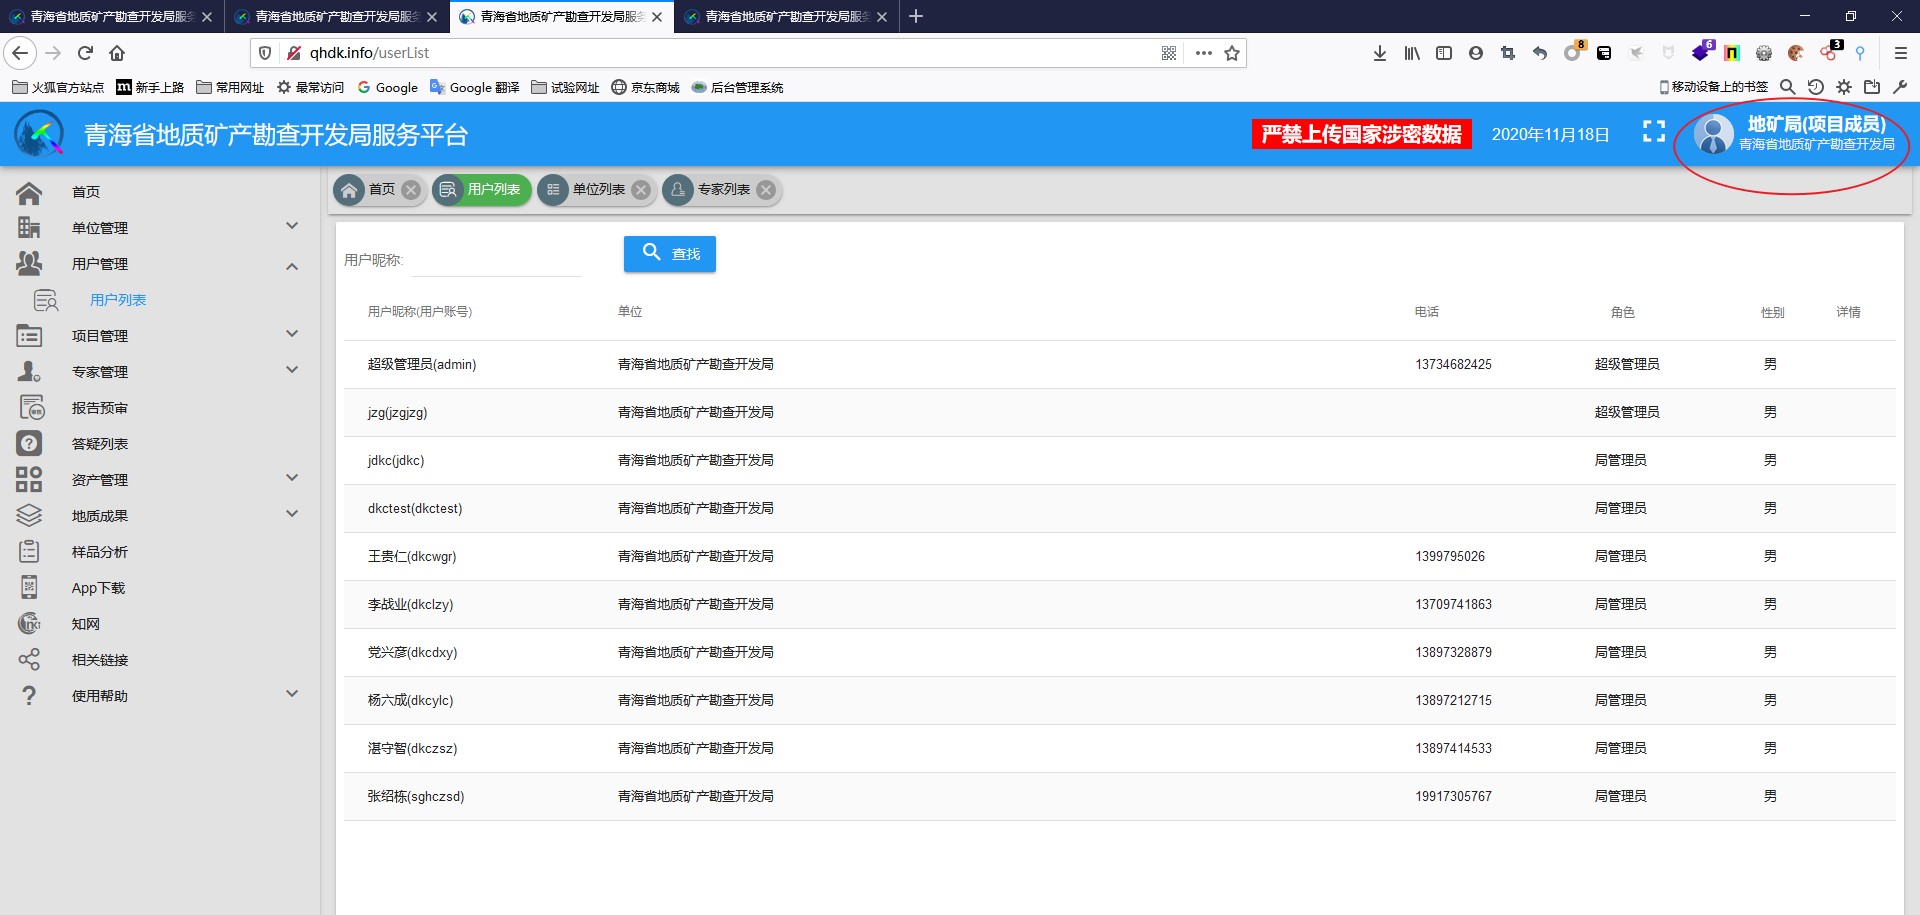 青海省地质矿产勘查开发局服务
青海省地质矿产勘查开发局服务
青海省地质矿产勘查开发局服务
青海省地质矿产勘查开发局服务
qhdk.info/userList
8
6
3
火狐官方站点
新手上路
常用网址
最常访问
Google
Google 翻译
试验网址
京东商城
后台管理系统
移动设备上的书签
青海省地质矿产勘查开发局服务平台
严禁上传国家涉密数据
2020年11月18日
地矿局(项目成员)
青海省地质矿产勘查开发局
首页
用户列表
单位列表
专家列表
首页
单位管理
用户管理
用户列表
项目管理
专家管理
报告预审
答疑列表
资产管理
地质成果
样品分析
App下载
知网
相关链接
使用帮助
用户昵称:
查找
用户昵称(用户账号) 单位 电话 角色 性别 详情
超级管理员(admin) 青海省地质矿产勘查开发局 13734682425 超级管理员 男
jzg(jzgjzg) 青海省地质矿产勘查开发局 超级管理员 男
jdkc(jdkc) 青海省地质矿产勘查开发局 局管理员 男
dkctest(dkctest) 青海省地质矿产勘查开发局 局管理员 男
王贵仁(dkcwgr) 青海省地质矿产勘查开发局 1399795026 局管理员 男
李战业(dkclzy) 青海省地质矿产勘查开发局 13709741863 局管理员 男
党兴彦(dkcdxy) 青海省地质矿产勘查开发局 13897328879 局管理员 男
杨六成(dkcylc) 青海省地质矿产勘查开发局 13897212715 局管理员 男
湛守智(dkczsz) 青海省地质矿产勘查开发局 13897414533 局管理员 男
张绍栋(sghczsd) 青海省地质矿产勘查开发局 19917305767 局管理员 男